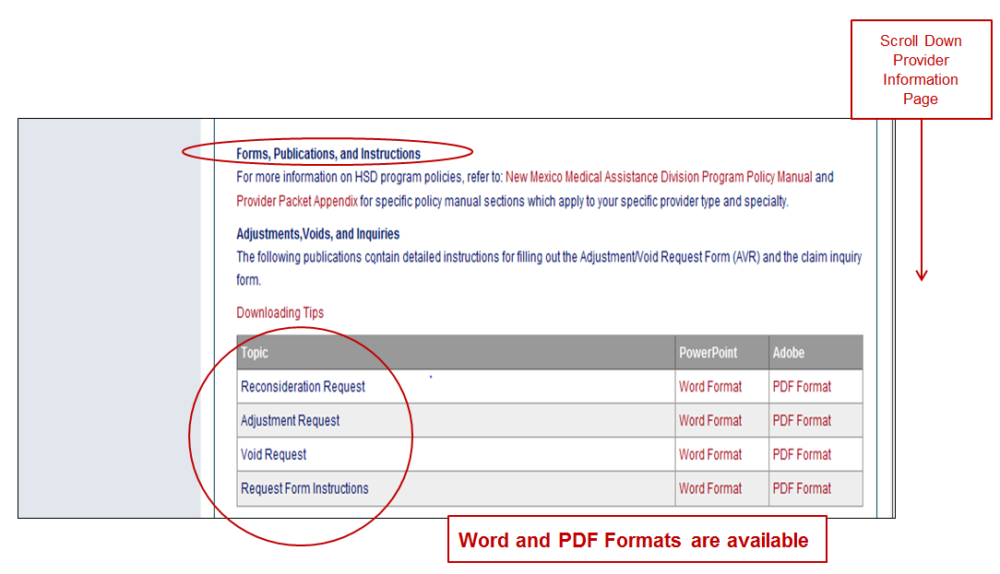 Scroll Down
Provider
Information
Page
Forms, Publications, and Instructions
For more information on HSD program policies, refer to: New Mexico Medical Assistance Division Program Policy Manual and
Provider Packet Appendix for specific policy manual sections which apply to your specific provider type and specialty.
Adjustments,Voids, and Inquiries
The following publications cqntain detailed instructions for filling out the Adjustment/Void Request Form (AVR) and the claim inquiry
form.
Downloading Tips
Topic PowerPoint Adobe
Reconsideration Request Word Format PDF Format
Adjustment Request Word Format PDF Format
Void Request Word Format PDF Format
Request Form Instructions Word Format PDF Format
Word and PDF Formats are available